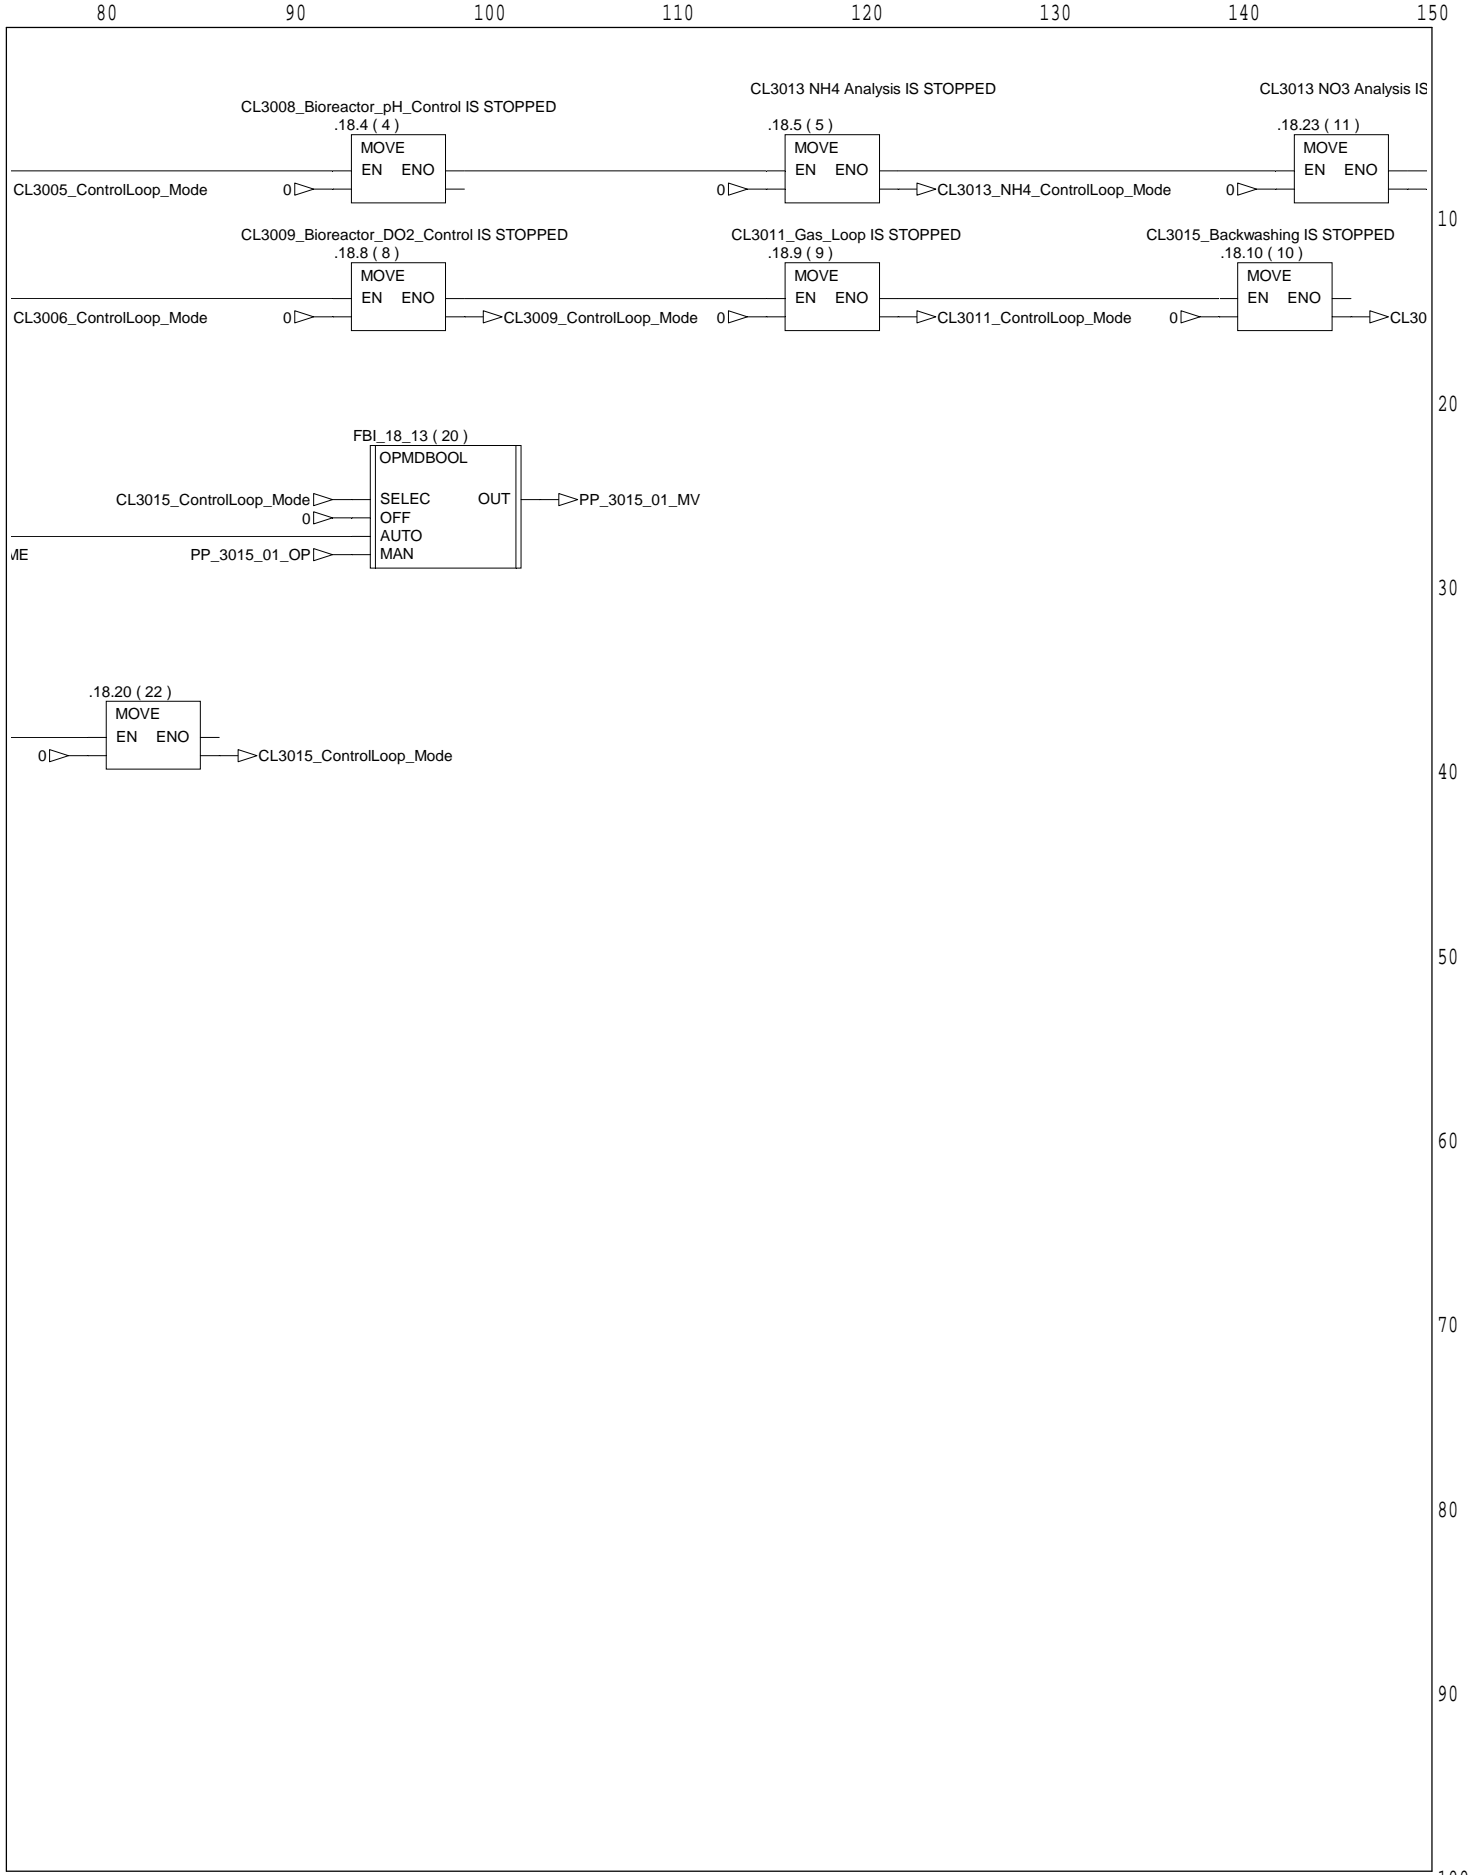 80 90 100 110 120 130 140 150
CL3013 NH4 Analysis IS STOPPED CL3013 NO3 Analysis IS
CL3008_Bioreactor_pH_Control IS STOPPED
.18.4 ( 4 ) .18.5 ( 5 ) .18.23 ( 11 )
MOVE MOVE MOVE
EN ENO EN ENO EN ENO
CL3005_ControlLoop_Mode 0 0 CL3013_NH4_ControlLoop_Mode 0
10
CL3009_Bioreactor_DO2_Control IS STOPPED CL3011_Gas_Loop IS STOPPED CL3015_Backwashing IS STOPPED
.18.8 ( 8 ) .18.9 ( 9 ) .18.10 ( 10 )
MOVE MOVE MOVE
EN ENO EN ENO EN ENO
CL3006_ControlLoop_Mode 0 CL3009_ControlLoop_Mode 0 CL3011_ControlLoop_Mode 0 CL30
20
FBI_18_13 ( 20 )
OPMDBOOL
CL3015_ControlLoop_Mode SELEC OUT PP_3015_01_MV
0 OFF
AUTO
ME PP_3015_01_OP MAN
30
.18.20 ( 22 )
MOVE
EN ENO
0 CL3015_ControlLoop_Mode
40
50
60
70
80
90